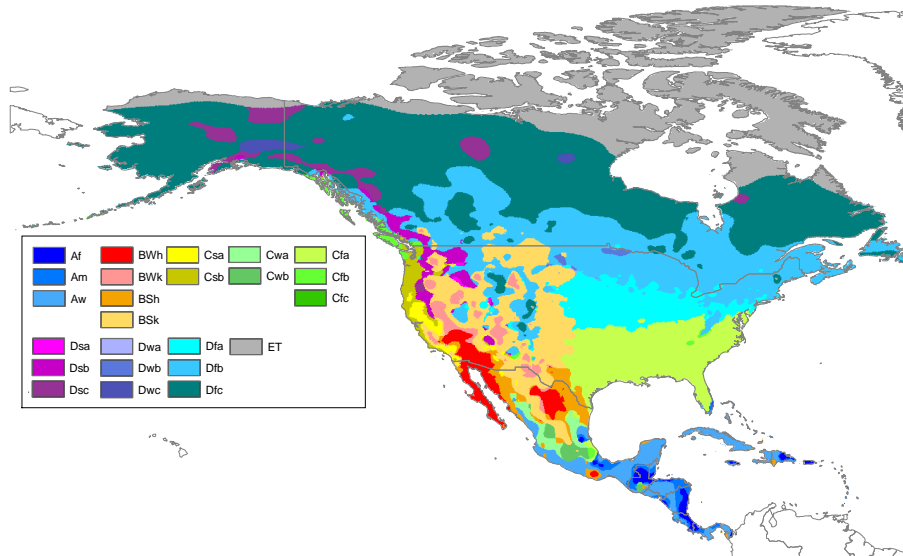 Af BWh Csa Cwa Cfa
Am BWk Csb Cwb Cfb
Aw BSh Cfc
BSk
Dsa Dwa Dfa ET
Dsb Dwb Dfb
Dsc Dwc Dfc